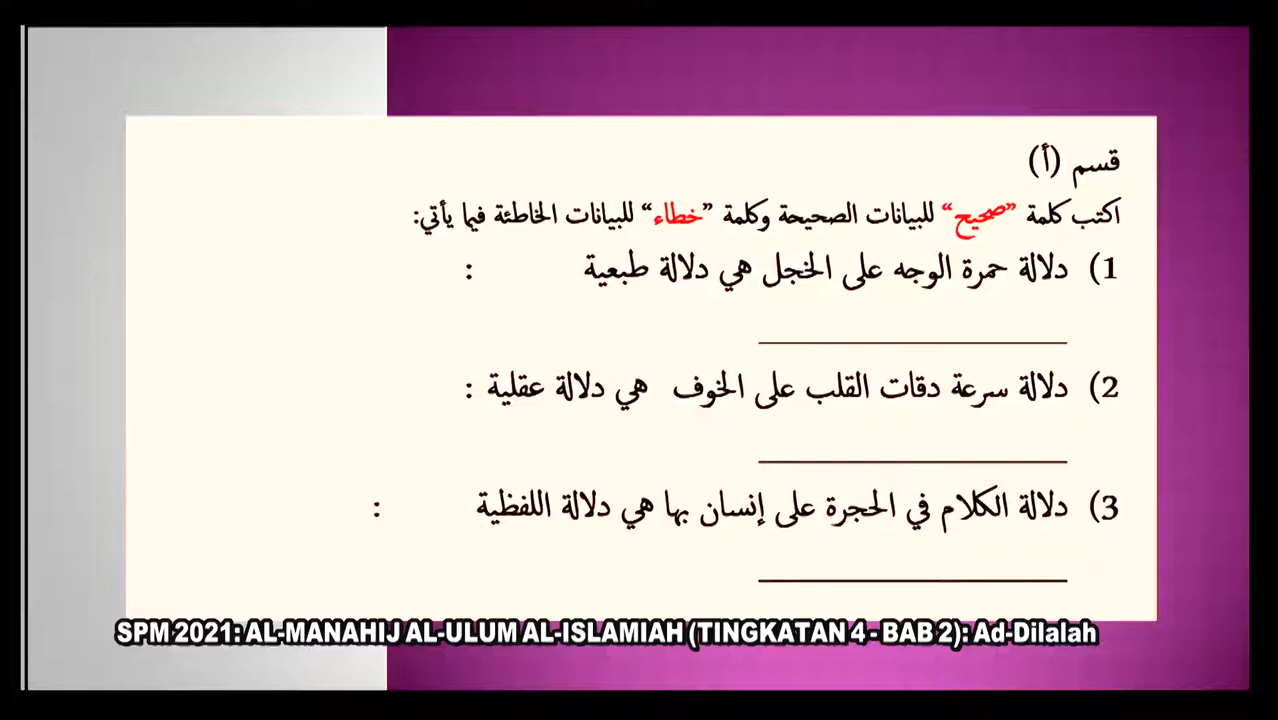 قسم (أ)
اكتب كلمة "صحيح" للبيانات الصحيحة وكلمة "خطاء" للبيانات الخاطئة فيما يأتي:
1) دلالة حمرة الوجه على الخجل هي دلالة طبعية :
2) دلالة سرعة دقات القلب على الخوف هي دلالة عقلية :
3) دلالة الكلام في الحجرة على إنسان بها هي دلالة اللفظية :
SPM 2021: AL-MANAHIJ AL-ULUM AL-ISLAMIAH (TINGKATAN 4 - BAB 2): Ad-Dilalah